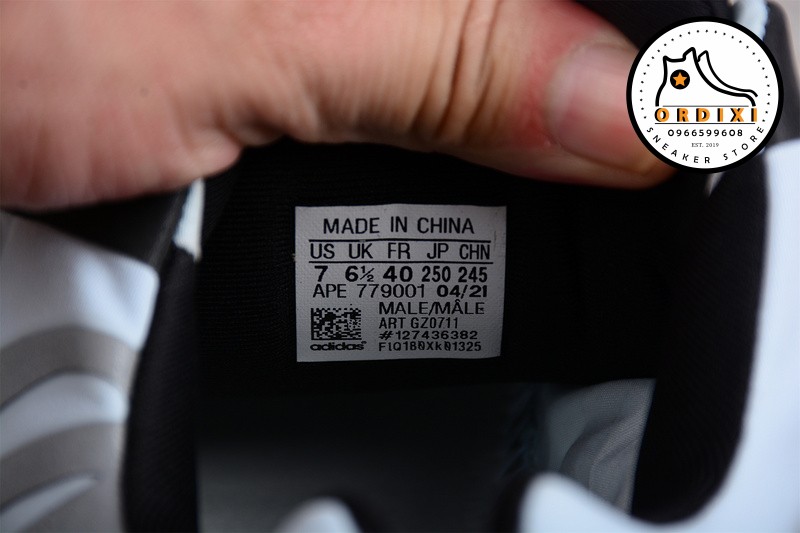 ORDIXI
0966599608
EST. 2019
SNEAKER STORE
MADE IN CHINA
US UK FR JP CHN
7 6½ 40 250 245
APE 779001 04/21
MALE/MÂLE
ART GZ0711
#127436382
adidas FlQ180Xk01325